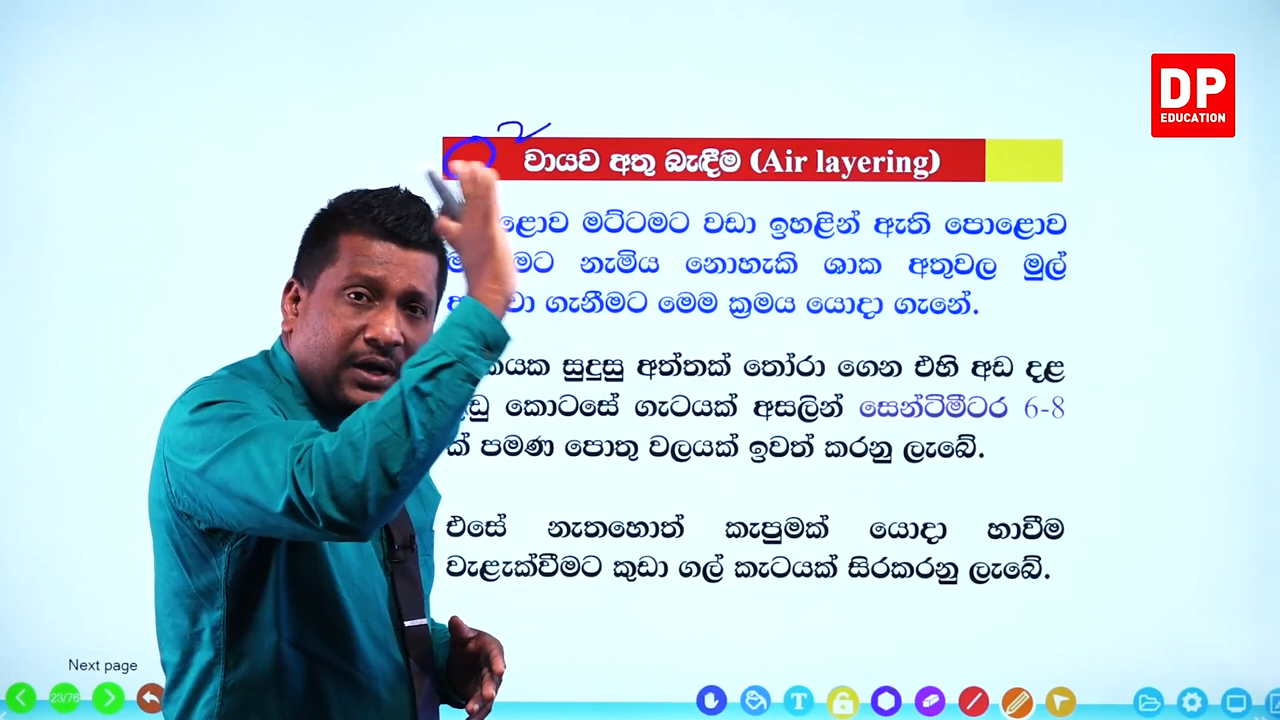 DP
EDUCATION
වායව අතු බැඳීම (Air layering)
මට්ටමට වඩා ඉහළින් ඇති පොළොව
නැමිය නොහැකි ශාක අතුවල මුල්
ගැනීමට මෙම ක්‍රමය යොදා ගැනේ.
සුදුසු අත්තක් තෝරා ගෙන එහි අඩ දළ
කොටසේ ගැටයක් අසලින් සෙන්ටිමීටර 6-8
ක් පමණ පොතු වලයක් ඉවත් කරනු ලැබේ.
එසේ නැතහොත් කැපුමක් යොදා හාවීම
වැළැක්වීමට කුඩා ගල් කැටයක් සිරකරනු ලැබේ.
Next page
23/76
T